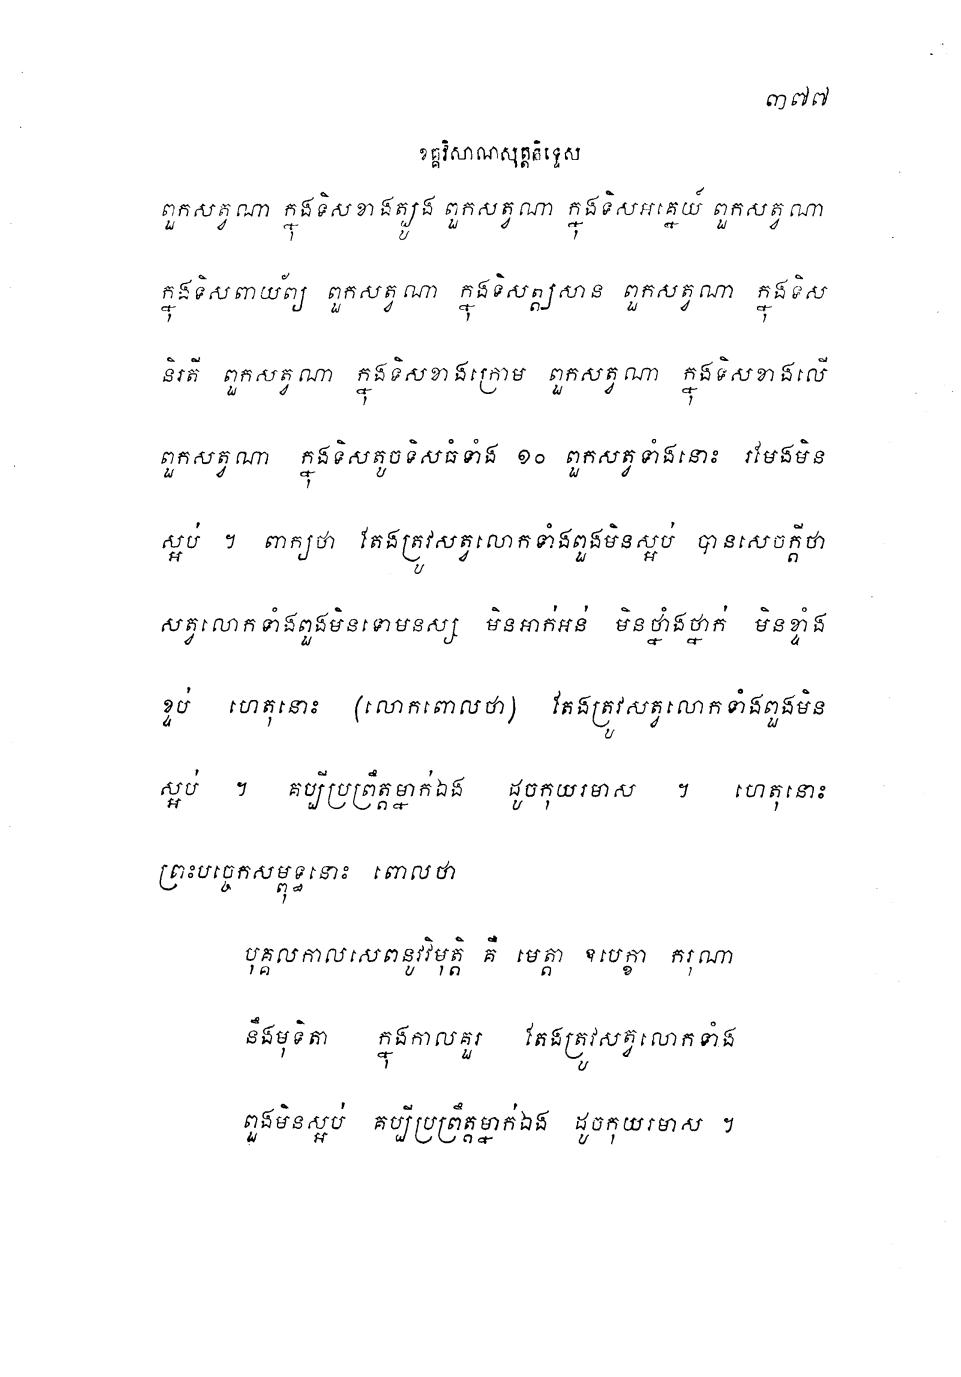 ៣៧៧
ខគ្គវិសាណសុត្តនិទ្ទេស
ពួកសត្វណា ក្នុងទិសខាងត្បូង ពួកសត្វណា ក្នុងទិសអគ្នេយ៍ ពួកសត្វណា
ក្នុងទិសពាយ័ព្យ ពួកសត្វណា ក្នុងទិសឦសាន ពួកសត្វណា ក្នុងទិស
និរតី ពួកសត្វណា ក្នុងទិសខាងក្រោម ពួកសត្វណា ក្នុងទិសខាងលើ
ពួកសត្វណា ក្នុងទិសតូចទិសធំទាំង ១០ ពួកសត្វទាំងនោះ រមែងមិន
ស្អប់ ។ ពាក្យថា តែងត្រូវសត្វលោកទាំងពួងមិនស្អប់ បានសេចក្តីថា
សត្វលោកទាំងពួងមិនទោមនស្ស មិនអាក់អន់ មិនថ្នាំងថ្នាក់ មិនខ្ទាំង
ខ្ទប់ ហេតុនោះ (លោកពោលថា) តែងត្រូវសត្វលោកទាំងពួងមិន
ស្អប់ ។ គប្បីប្រព្រឹត្តម្នាក់ឯង ដូចកុយរមាស ។ ហេតុនោះ
ព្រះបច្ចេកសម្ពុទ្ធនោះ ពោលថា
បុគ្គលកាលសេពនូវវិមុត្តិ គឺ មេត្តា ឧបេក្ខា ករុណា
នឹងមុទិតា ក្នុងកាលគួរ តែងត្រូវសត្វលោកទាំង
ពួងមិនស្អប់ គប្បីប្រព្រឹត្តម្នាក់ឯង ដូចកុយរមាស ។